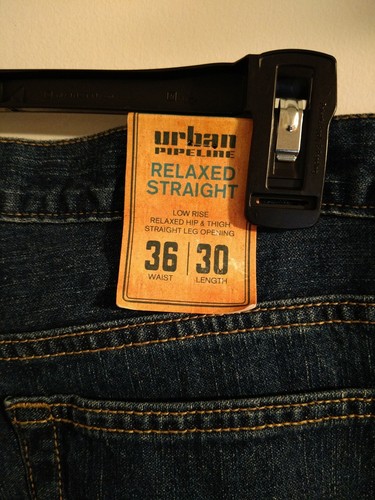 urban
PIPELINE
RELAXED
STRAIGHT
LOW RISE
RELAXED HIP & THIGH
STRAIGHT LEG OPENING
36 30
WAIST LENGTH